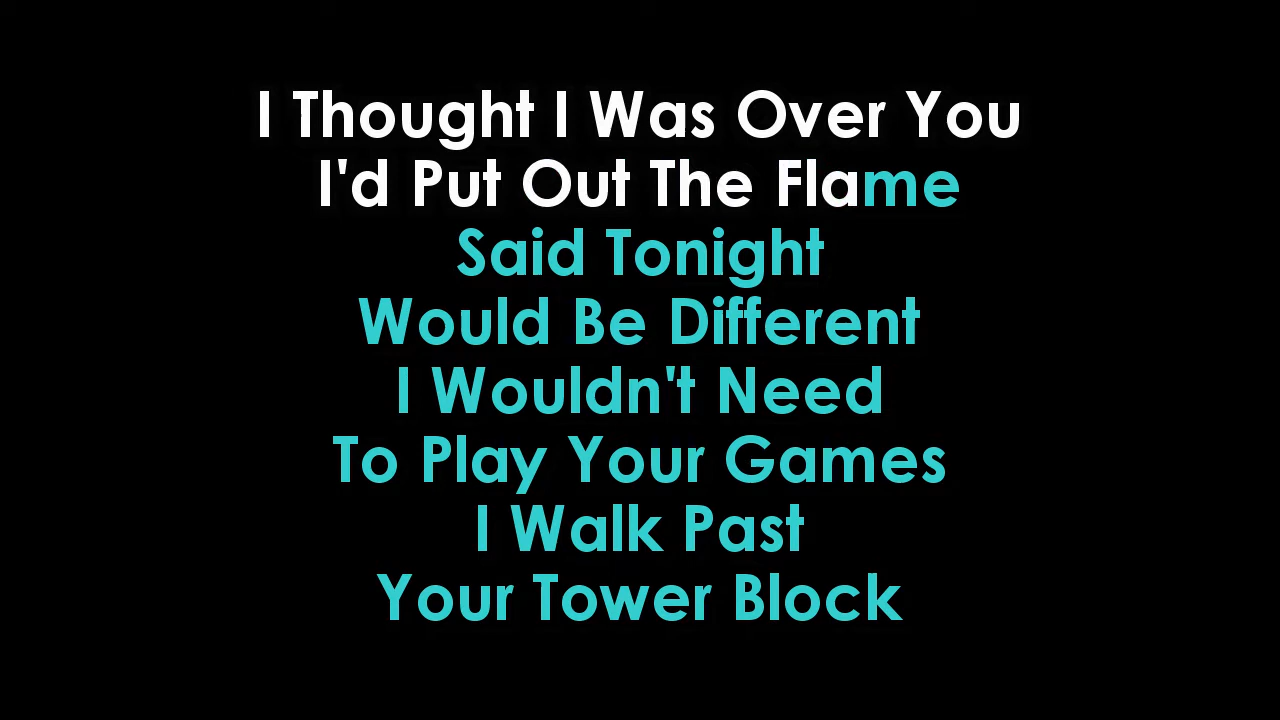 I Thought I Was Over You
I'd Put Out The Flame
Said Tonight
Would Be Different
I Wouldn't Need
To Play Your Games
I Walk Past
Your Tower Block